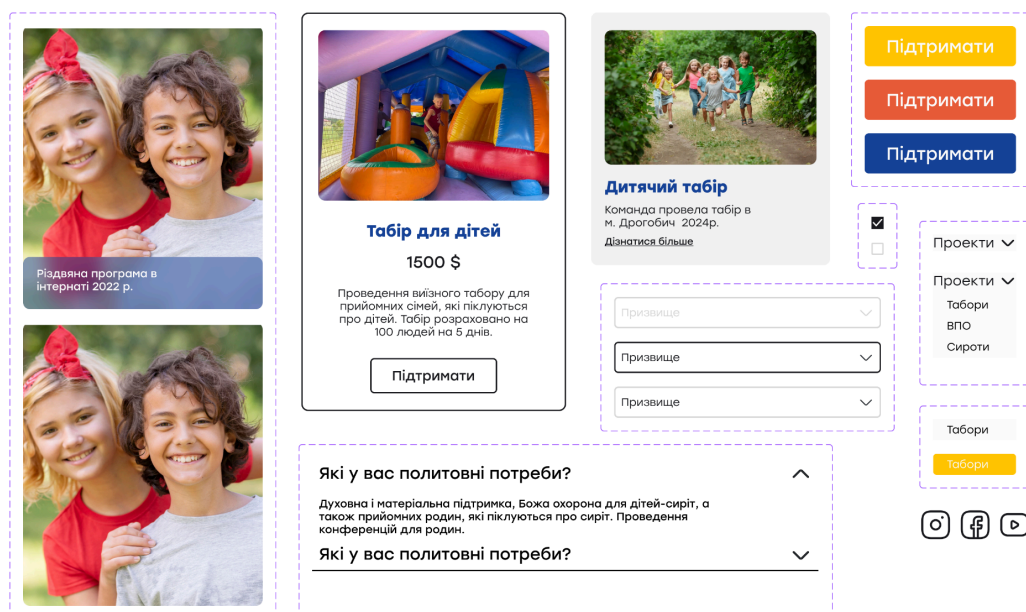 Різдвяна програма в
інтернаті 2022 р.
Табір для дітей
1500 $
Проведення виїзного табору для
прийомних сімей, які піклуються
про дітей. Табір розраховано на
100 людей на 5 днів.
Підтримати
Дитячий табір
Команда провела табір в
м. Дрогобич 2024р.
Дізнатися більше
Підтримати
Підтримати
Підтримати
Призвище
Призвище
Призвище
Проекти
Проекти
Табори
ВПО
Сироти
Табори
Табори
Які у вас политовні потреби?
Духовна і матеріальна підтримка, Божа охорона для дітей-сиріт, а
також прийомних родин, які піклуються про сиріт. Проведення
конференцій для родин.
Які у вас политовні потреби?